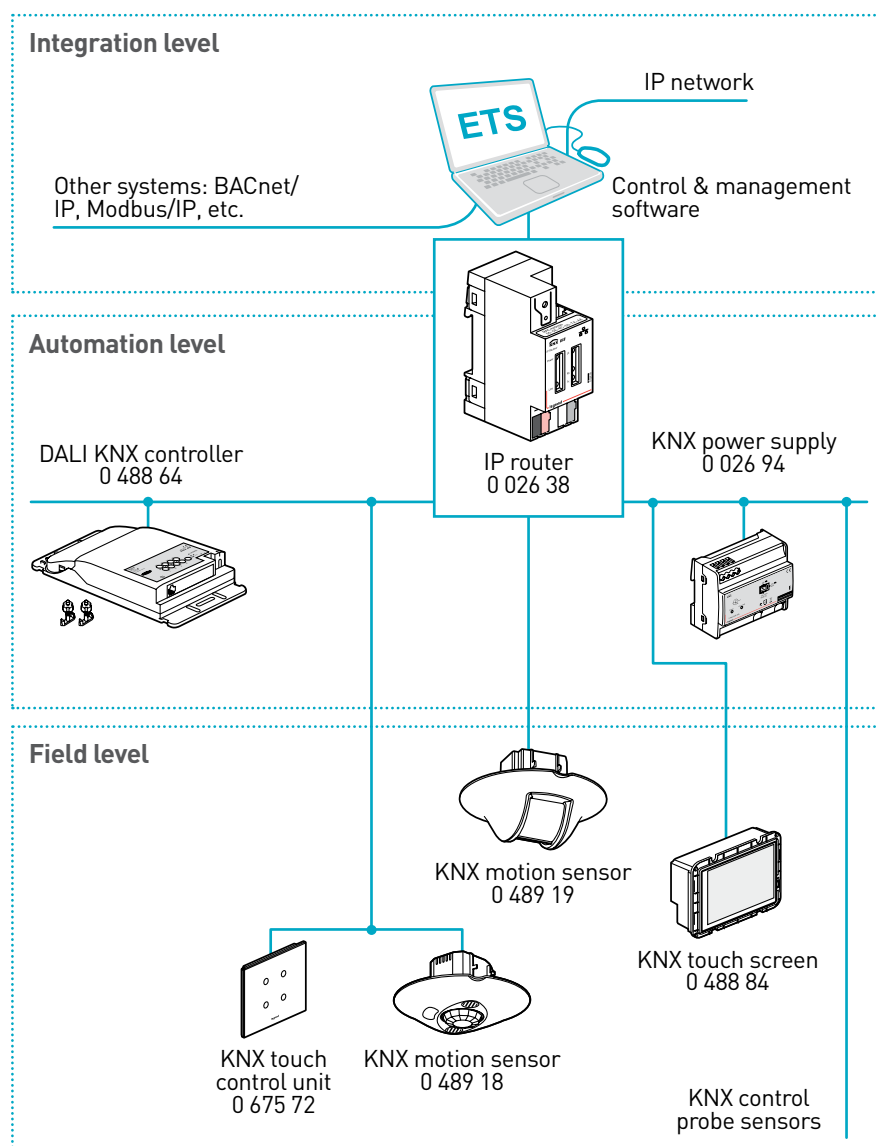 Integration level
IP network
ETS
Other systems: BACnet/
IP, Modbus/IP, etc.
Control & management
software
Automation level
DALI KNX controller
0 488 64
IP router
0 026 38
KNX power supply
0 026 94
Field level
KNX motion sensor
0 489 19
KNX touch screen
0 488 84
KNX touch
control unit
0 675 72
KNX motion sensor
0 489 18
KNX control
probe sensors